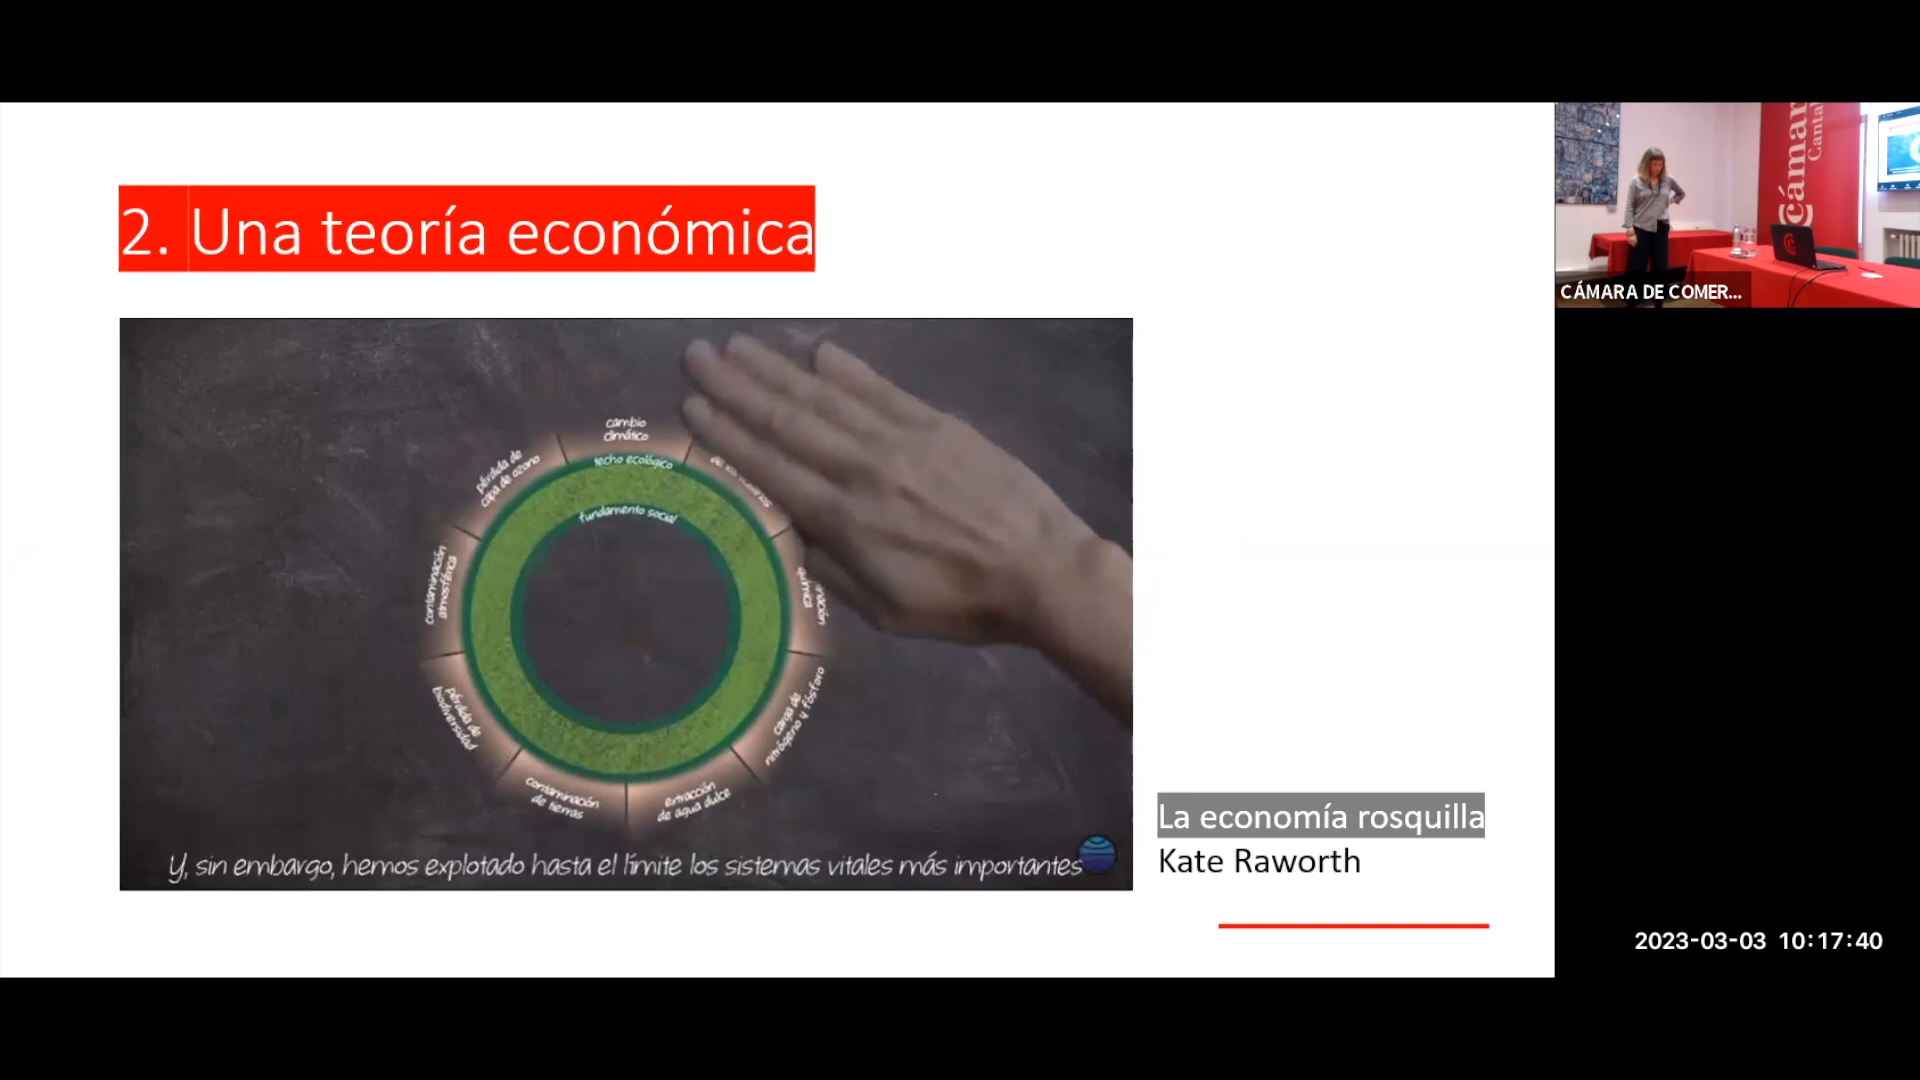 2. Una teoría económica
cambio
climático
techo ecológico
fundamento social
pérdida de
capa de ozono
contaminación
atmosférica
pérdida de
biodiversidad
contaminación
de tierras
extracción
de agua dulce
carga de
nitrógeno y fósforo
química
Y, sin embargo, hemos explotado hasta el límite los sistemas vitales más importantes
La economía rosquilla
Kate Raworth
cámara
CÁMARA DE COMER...
2023-03-03 10:17:40